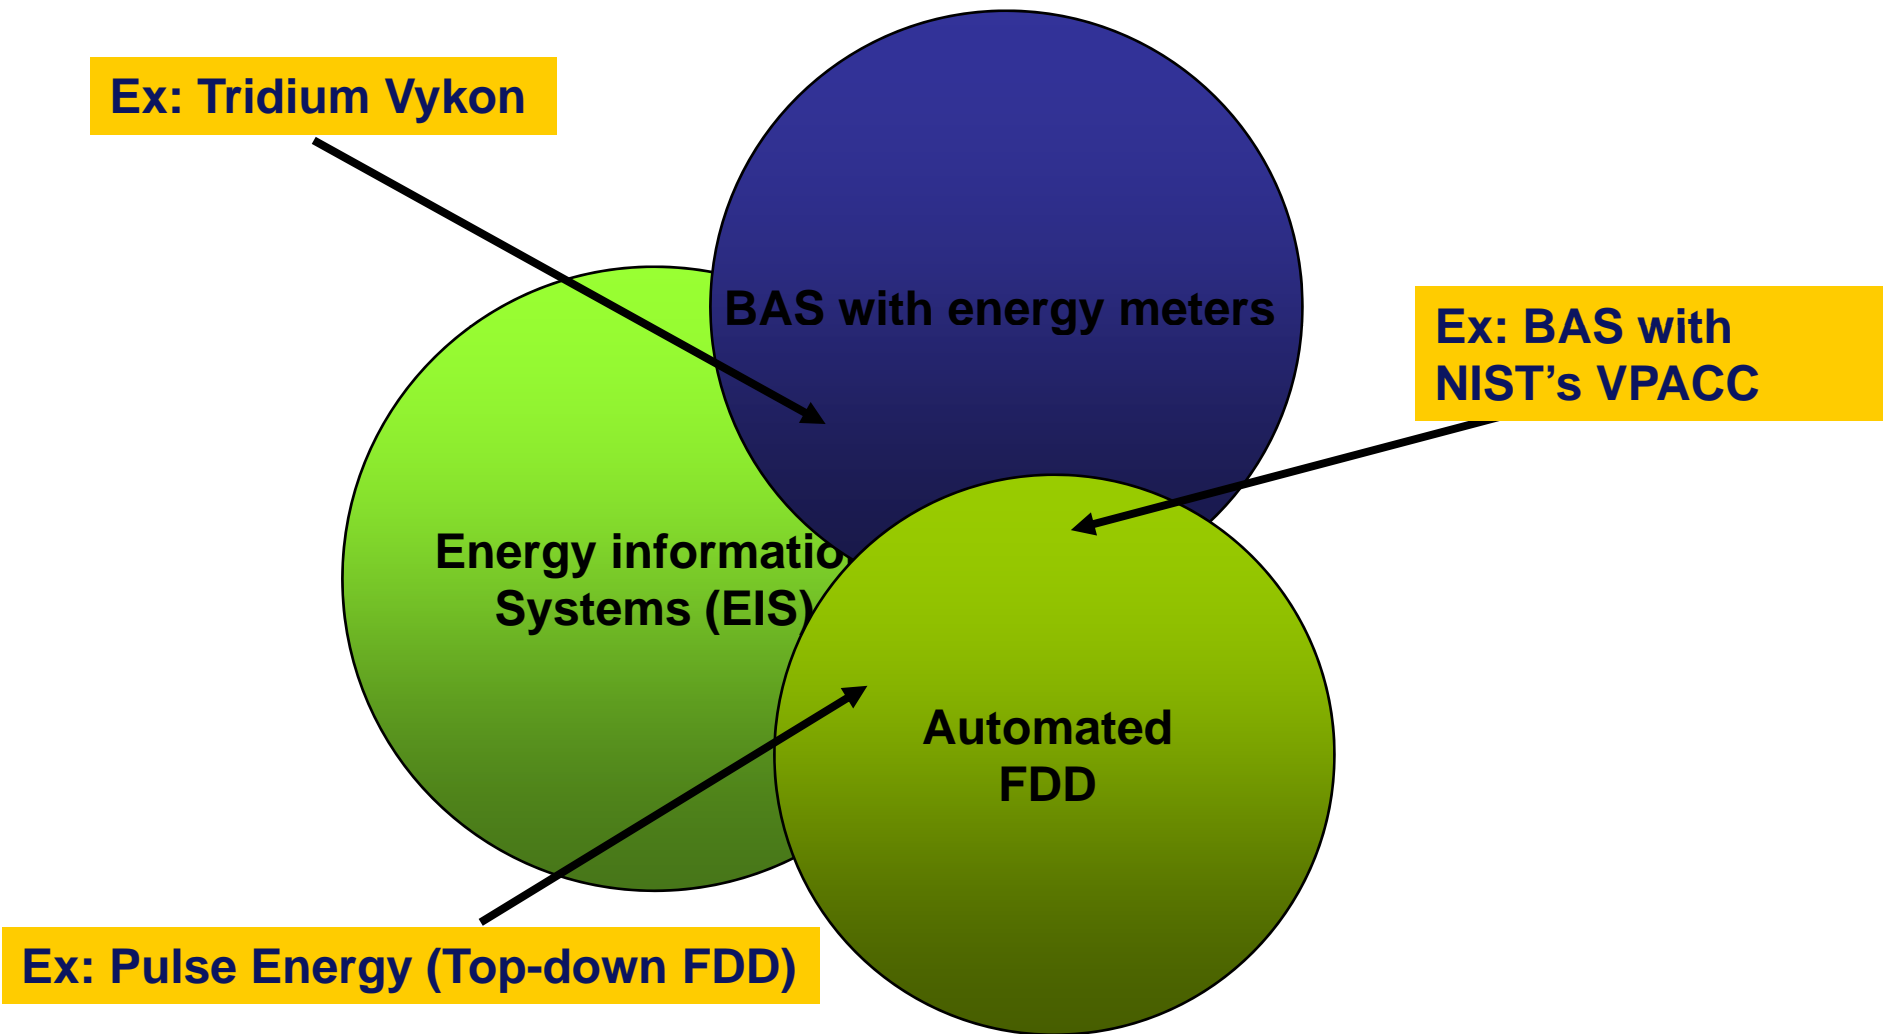 Ex: Tridium Vykon
BAS with energy meters
Ex: BAS with
NIST’s VPACC
Energy informatio
Systems (EIS)
Automated
FDD
Ex: Pulse Energy (Top-down FDD)